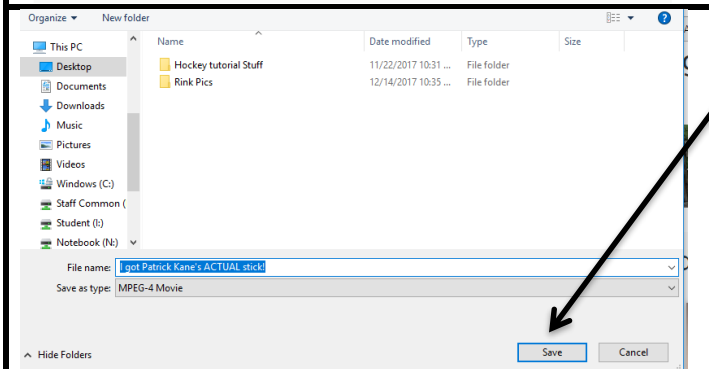 Organize New folder
This PC
Desktop
Documents
Downloads
Music
Pictures
Videos
Windows (C:)
Staff Common (
Student (I:)
Notebook (N:)
Name Date modified Type Size
Hockey tutorial Stuff 11/22/2017 10:31 ... File folder
Rink Pics 12/14/2017 10:35 ... File folder
File name: I got Patrick Kane's ACTUAL stick!
Save as type: MPEG-4 Movie
Hide Folders Save Cancel